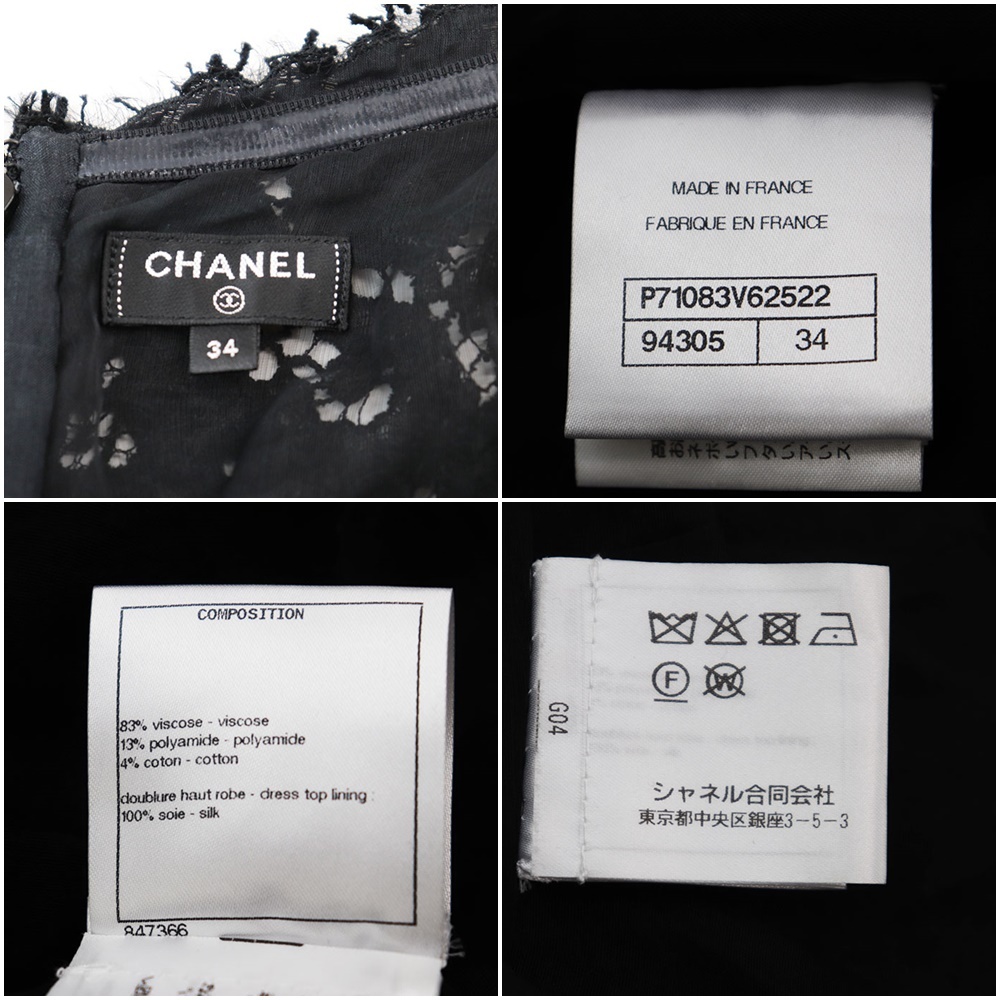 CHANEL
34
MADE IN FRANCE
FABRIQUE EN FRANCE
P71083V62522
94305 34
COMPOSITION
83% viscose - viscose
13% polyamide - polyamide
4% coton - cotton
doublure haut robe - dress top lining :
100% soie - silk
847366
F
W
G04
シャネル合同会社
東京都中央区銀座3-5-3